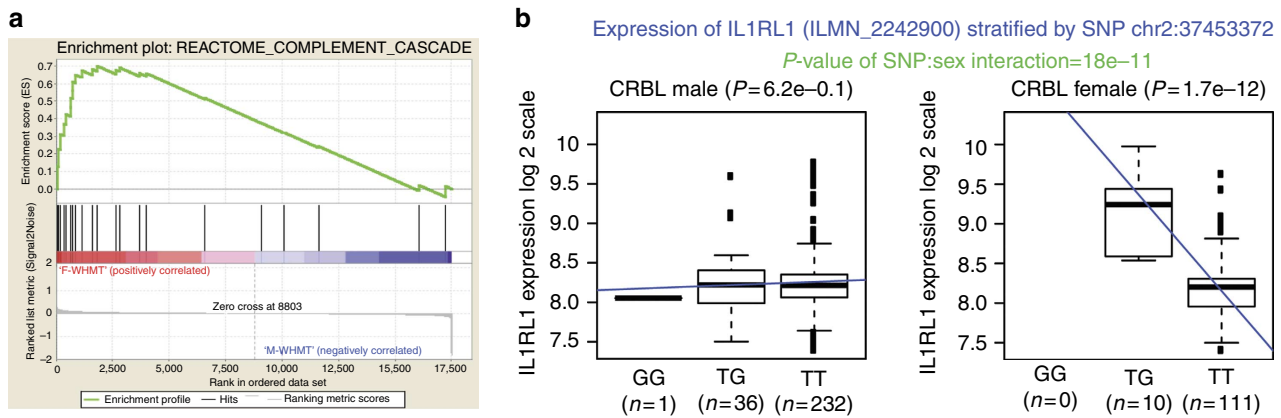 a
Enrichment plot: REACTOME_COMPLEMENT_CASCADE
Enrichment score (ES)
0.7
0.6
0.5
0.4
0.3
0.2
0.1
0.0
Ranked list metric (Signal2Noise)
2
1
0
−1
−2
'F-WHMT' (positively correlated)
Zero cross at 8803
'M-WHMT' (negatively correlated)
0 2,500 5,000 7,500 10,000 12,500 15,000 17,500
Rank in ordered data set
Enrichment profile Hits Ranking metric scores
b
Expression of IL1RL1 (ILMN_2242900) stratified by SNP chr2:37453372
P-value of SNP:sex interaction=18e–11
CRBL male (P=6.2e–0.1)
IL1RL1 expression log 2 scale
10
9.5
9.0
8.5
8.0
7.5
GG TG TT
(n=1) (n=36) (n=232)
CRBL female (P=1.7e–12)
IL1RL1 expression log 2 scale
10
9.5
9.0
8.5
8.0
7.5
GG TG TT
(n=0) (n=10) (n=111)